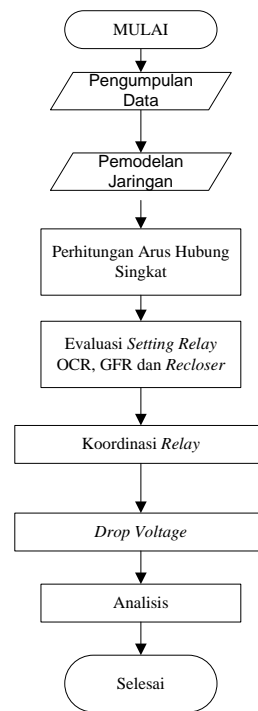 MULAI
Pengumpulan
Data
Pemodelan
Jaringan
Perhitungan Arus Hubung
Singkat
Evaluasi Setting Relay
OCR, GFR dan Recloser
Koordinasi Relay
Drop Voltage
Analisis
Selesai